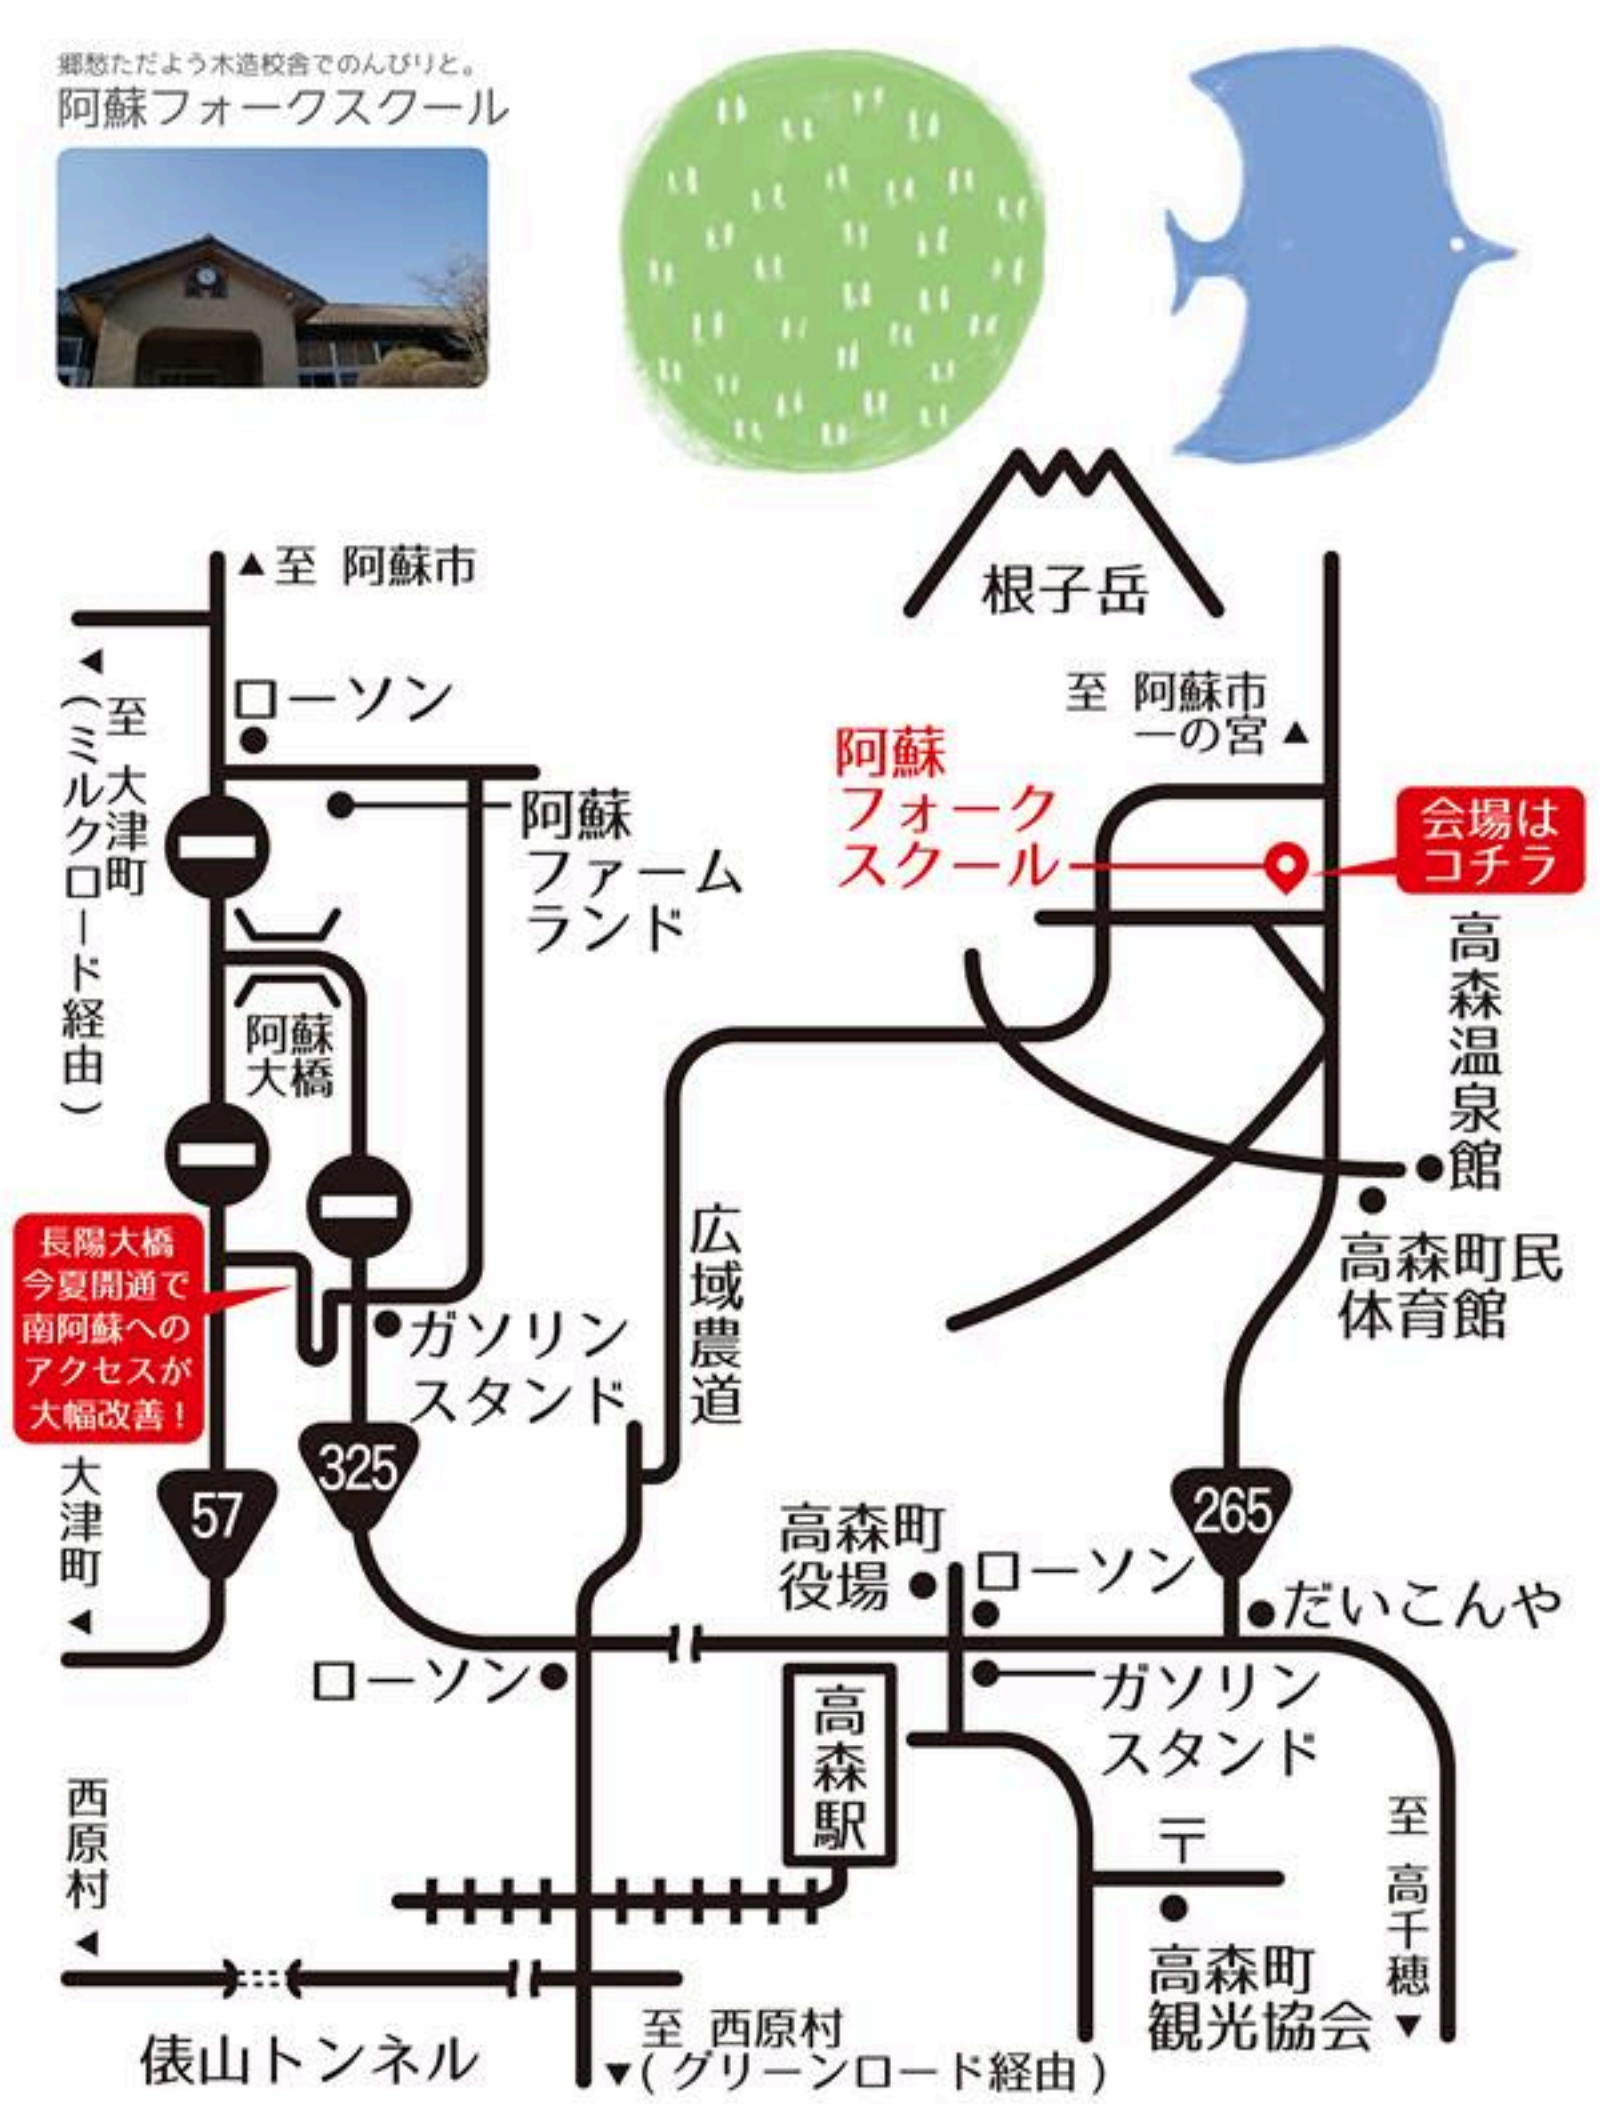 郷愁ただよう木造校舎でのんびりと。
阿蘇フォークスクール
根子岳
▲至 阿蘇市
▲至 大津町
(ミルクロード経由)
ローソン
阿蘇
ファーム
ランド
阿蘇
大橋
至 阿蘇市
一の宮▲
阿蘇
フォーク
スクール
会場は
コチラ
高森温泉館
高森町民
体育館
長陽大橋
今夏開通で
南阿蘇への
アクセスが
大幅改善!
ガソリン
スタンド
広域農道
325
57
265
大津町
高森町
役場
ローソン
だいこんや
ローソン
高森駅
ガソリン
スタンド
西原村
〒
高森町
観光協会
至 高千穂
俵山トンネル
至 西原村
▼(グリーンロード経由)